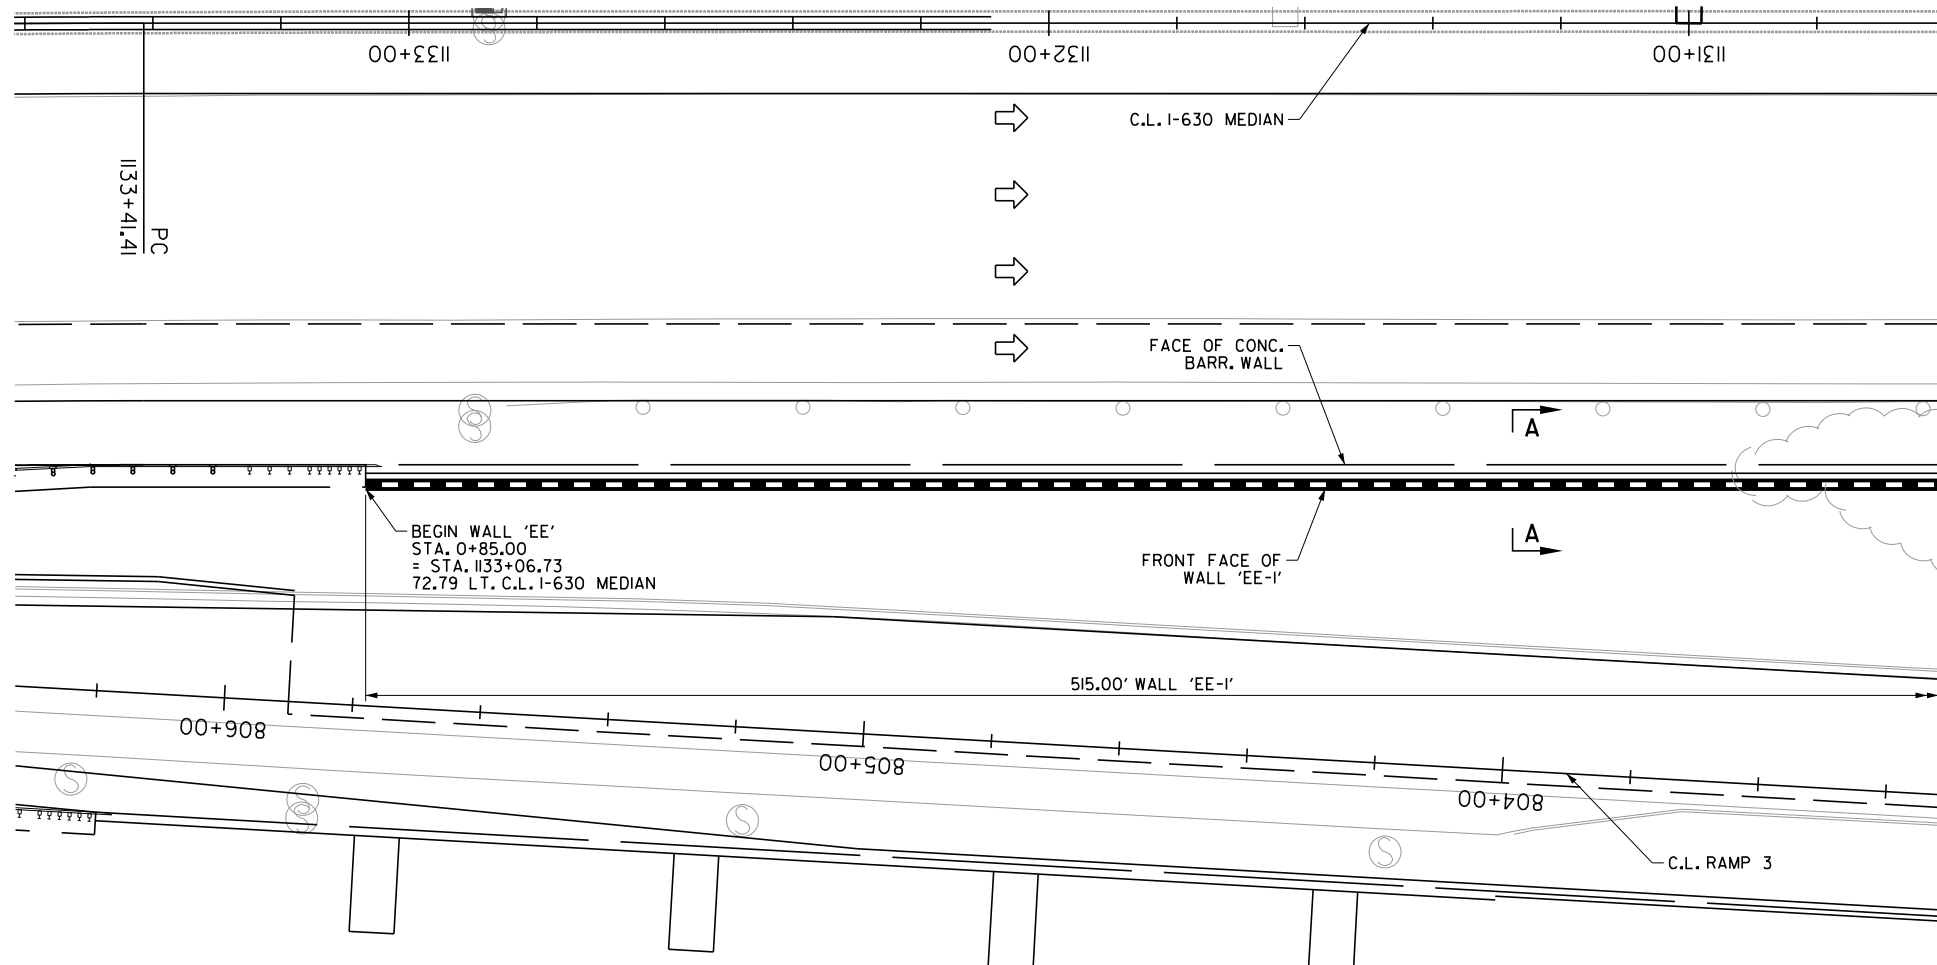 1133+00
1132+00
1131+00
C.L. I-630 MEDIAN
1133+41.41
PC
FACE OF CONC.
BARR. WALL
A
A
BEGIN WALL 'EE'
STA. 0+85.00
= STA. 1133+06.73
72.79 LT. C.L. I-630 MEDIAN
FRONT FACE OF
WALL 'EE-1'
515.00' WALL 'EE-1'
806+00
805+00
804+00
C.L. RAMP 3
S
S
S
S
S
S
S
S